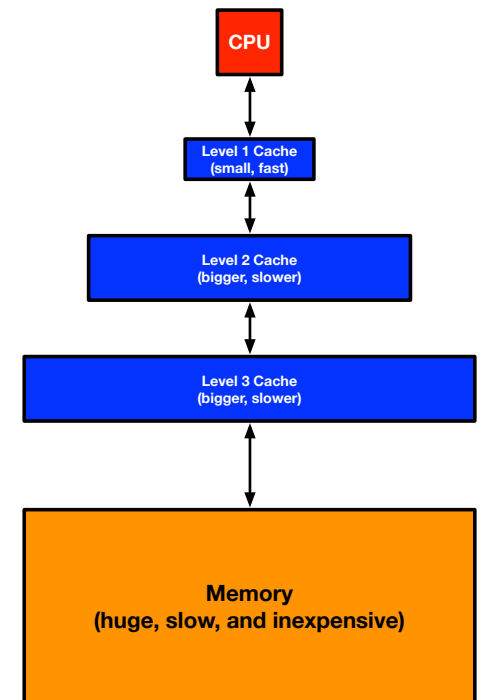 CPU
Level 1 Cache
(small, fast)
Level 2 Cache
(bigger, slower)
Level 3 Cache
(bigger, slower)
Memory
(huge, slow, and inexpensive)